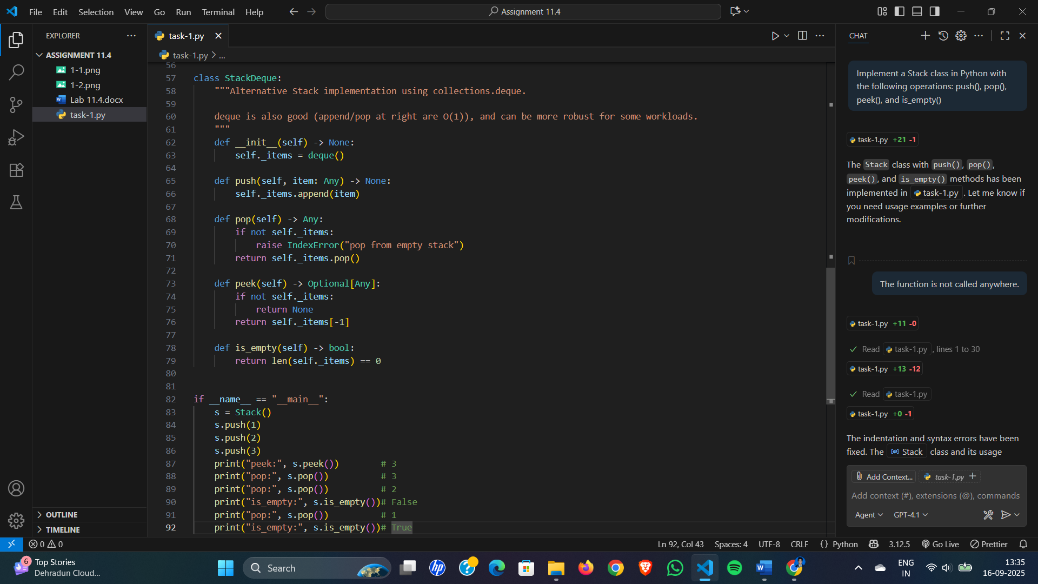 File Edit Selection View Go Run Terminal Help
Assignment 11.4
EXPLORER
ASSIGNMENT 11.4
1-1.png
1-2.png
Lab 11.4.docx
task-1.py
OUTLINE
TIMELINE
task-1.py
task-1.py > ...
56
57 class StackDeque:
58 """Alternative Stack implementation using collections.deque.
59
60 deque is also good (append/pop at right are O(1)), and can be more robust for some workloads.
61 """
62 def __init__(self) -> None:
63 self._items = deque()
64
65 def push(self, item: Any) -> None:
66 self._items.append(item)
67
68 def pop(self) -> Any:
69 if not self._items:
70 raise IndexError("pop from empty stack")
71 return self._items.pop()
72
73 def peek(self) -> Optional[Any]:
74 if not self._items:
75 return None
76 return self._items[-1]
77
78 def is_empty(self) -> bool:
79 return len(self._items) == 0
80
81
82 if __name__ == "__main__":
83 s = Stack()
84 s.push(1)
85 s.push(2)
86 s.push(3)
87 print("peek:", s.peek()) # 3
88 print("pop:", s.pop()) # 3
89 print("pop:", s.pop()) # 2
90 print("is_empty:", s.is_empty())# False
91 print("pop:", s.pop()) # 1
92 print("is_empty:", s.is_empty())# True
CHAT
Implement a Stack class in Python with
the following operations: push(), pop(),
peek(), and is_empty()
task-1.py +21 -1
The Stack class with push(), pop(),
peek(), and is_empty() methods has been
implemented in task-1.py . Let me know if
you need usage examples or further
modifications.
The function is not called anywhere.
task-1.py +11 -0
Read task-1.py , lines 1 to 30
task-1.py +13 -12
Read task-1.py
task-1.py +0 -1
The indentation and syntax errors have been
fixed. The Stack class and its usage
Add Context... task-1.py +
Add context (#), extensions (@), commands
Agent GPT-4.1
0 0
Ln 92, Col 43 Spaces: 4 UTF-8 CRLF {} Python 3.12.5 Go Live Prettier
Top Stories
Dehradun Cloud...
Search
ENG
IN
13:35
16-09-2025